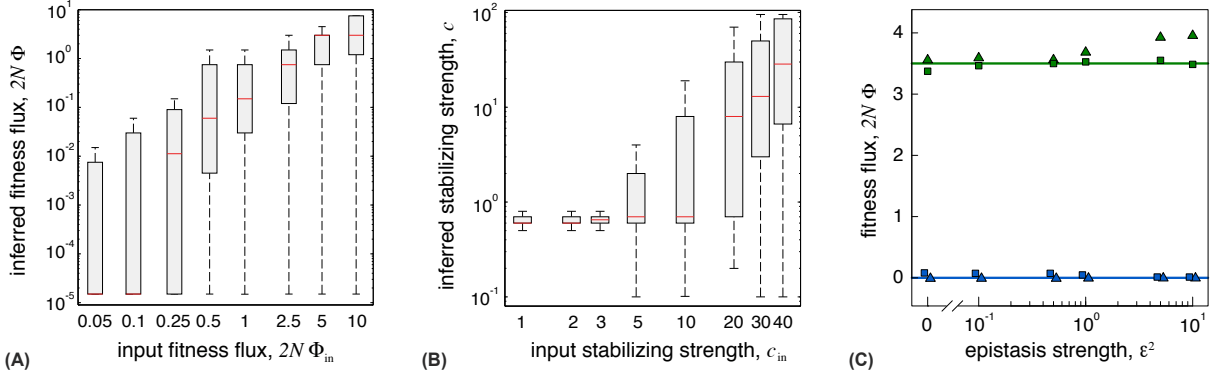 inferred fitness flux, 2N Φ
10¹
10⁰
10⁻¹
10⁻²
10⁻³
10⁻⁴
10⁻⁵
0.05 0.1 0.25 0.5 1 2.5 5 10
input fitness flux, 2N Φin
(A)
inferred stabilizing strength, c
10²
10¹
10⁰
10⁻¹
1 2 3 5 10 20 30 40
input stabilizing strength, cin
(B)
fitness flux, 2N Φ
4
3
2
1
0
0 10⁻¹ 10⁰ 10¹
epistasis strength, ε²
(C)